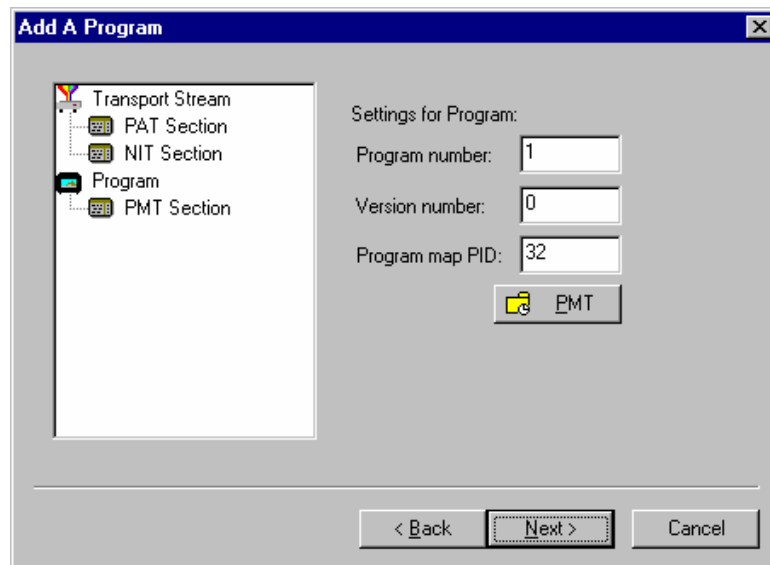 Add A Program
Transport Stream
PAT Section
NIT Section
Program
PMT Section
Settings for Program:
Program number: 1
Version number: 0
Program map PID: 32
PMT
< Back
Next >
Cancel